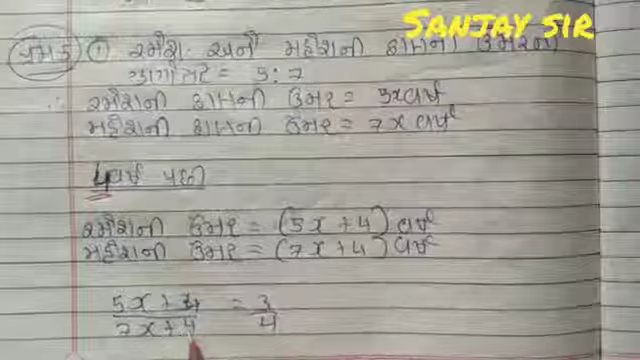 SANJAY SIR
① રમેશ અને મહેશની હાલની ઉંમરનો
ગુણોત્તર = 5 : 7
∴ રમેશની હાલની ઉંમર = 5x વર્ષ
મહેશની હાલની ઉંમર = 7x વર્ષ
4 વર્ષ પછી
રમેશની ઉંમર = (5x + 4) વર્ષ
મહેશની ઉંમર = (7x + 4) વર્ષ
5x + 4 = 3
7x + 4 4